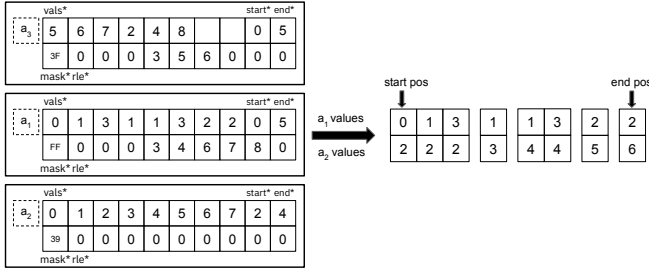 vals* start* end*
a3 5 6 7 2 4 8 0 5
3F 0 0 0 3 5 6 0 0 0
mask* rle*
vals* start* end*
a1 0 1 3 1 1 3 2 2 0 5
FF 0 0 0 3 4 6 7 8 0
mask* rle*
vals* start* end*
a2 0 1 2 3 4 5 6 7 2 4
39 0 0 0 0 0 0 0 0 0
mask* rle*
a1 values
a2 values
start pos end pos
0 1 3 1 1 3 2 2
2 2 2 3 4 4 5 6